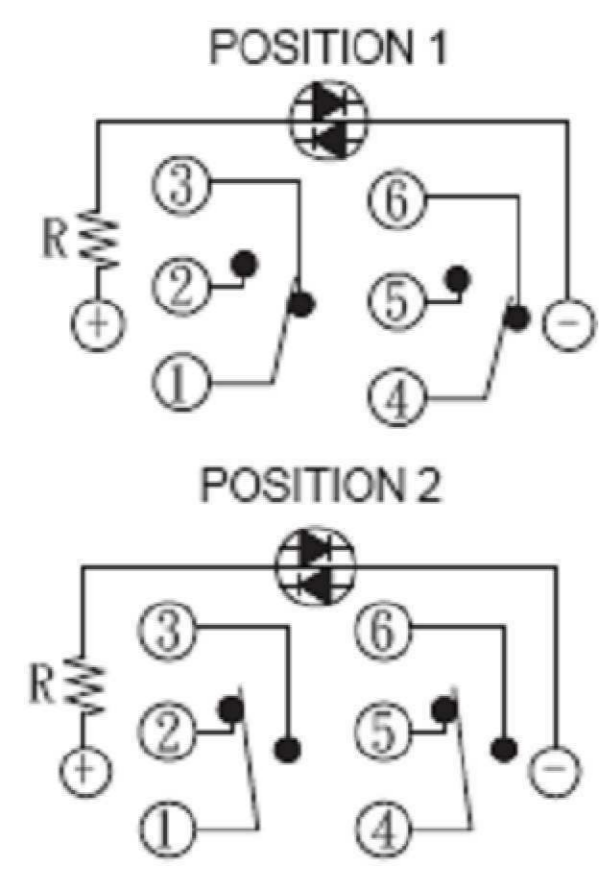 POSITION 1
③ ⑥
R ② ⑤
+ −
① ④
POSITION 2
③ ⑥
R ② ⑤
+ −
① ④